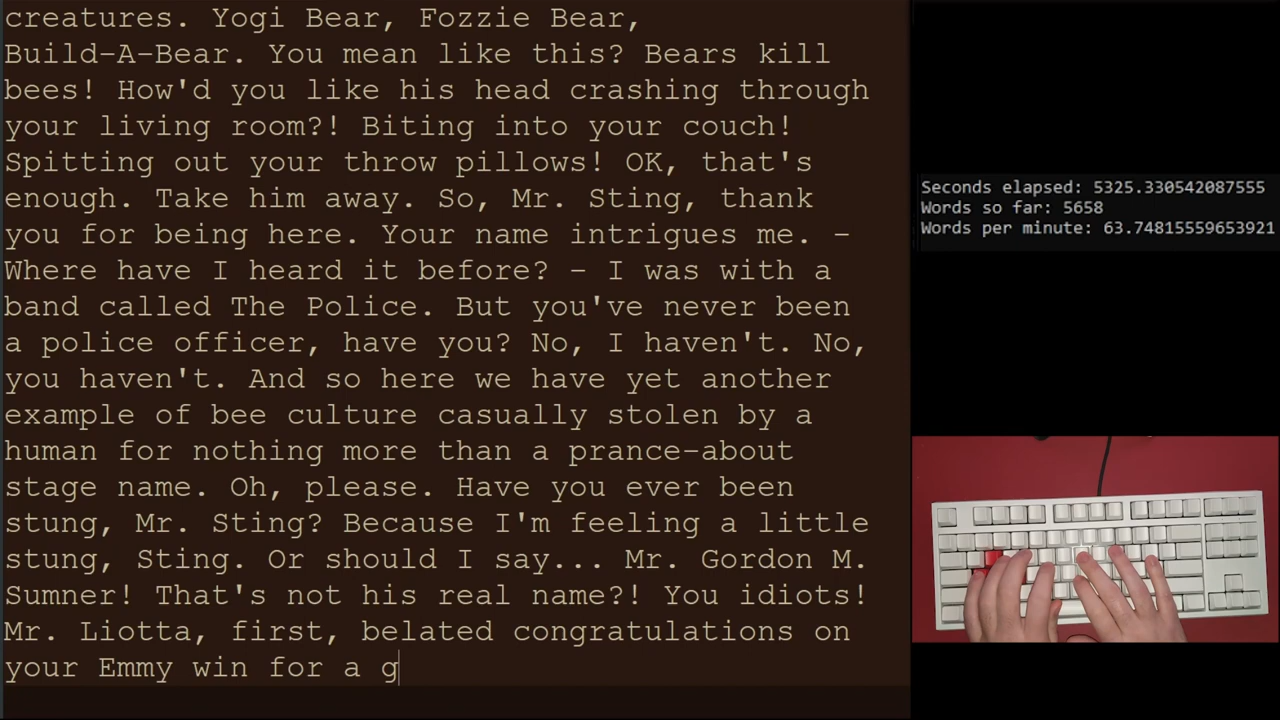 creatures. Yogi Bear, Fozzie Bear,
Build-A-Bear. You mean like this? Bears kill
bees! How'd you like his head crashing through
your living room?! Biting into your couch!
Spitting out your throw pillows! OK, that's
enough. Take him away. So, Mr. Sting, thank
you for being here. Your name intrigues me. -
Where have I heard it before? - I was with a
band called The Police. But you've never been
a police officer, have you? No, I haven't. No,
you haven't. And so here we have yet another
example of bee culture casually stolen by a
human for nothing more than a prance-about
stage name. Oh, please. Have you ever been
stung, Mr. Sting? Because I'm feeling a little
stung, Sting. Or should I say... Mr. Gordon M.
Sumner! That's not his real name?! You idiots!
Mr. Liotta, first, belated congratulations on
your Emmy win for a g
Seconds elapsed: 5325.330542087555
Words so far: 5658
Words per minute: 63.74815559653921